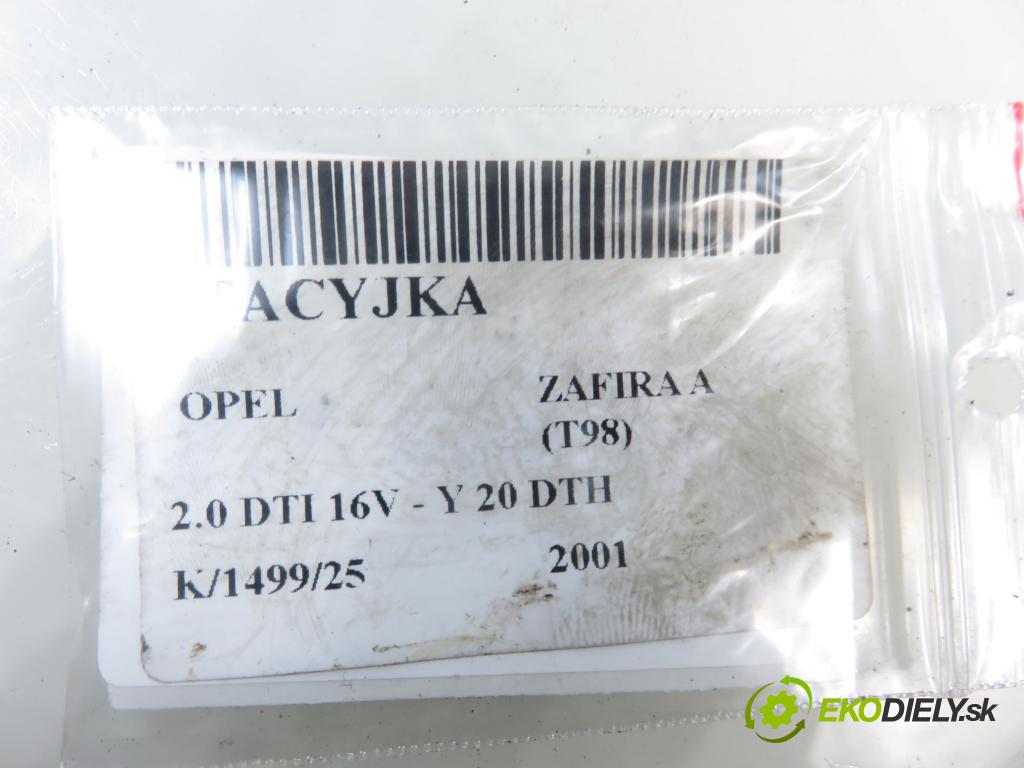 ACYJKA
OPEL ZAFIRA A
(T98)
2.0 DTI 16V - Y 20 DTH
K/1499/25 2001
EKODIELY.sk